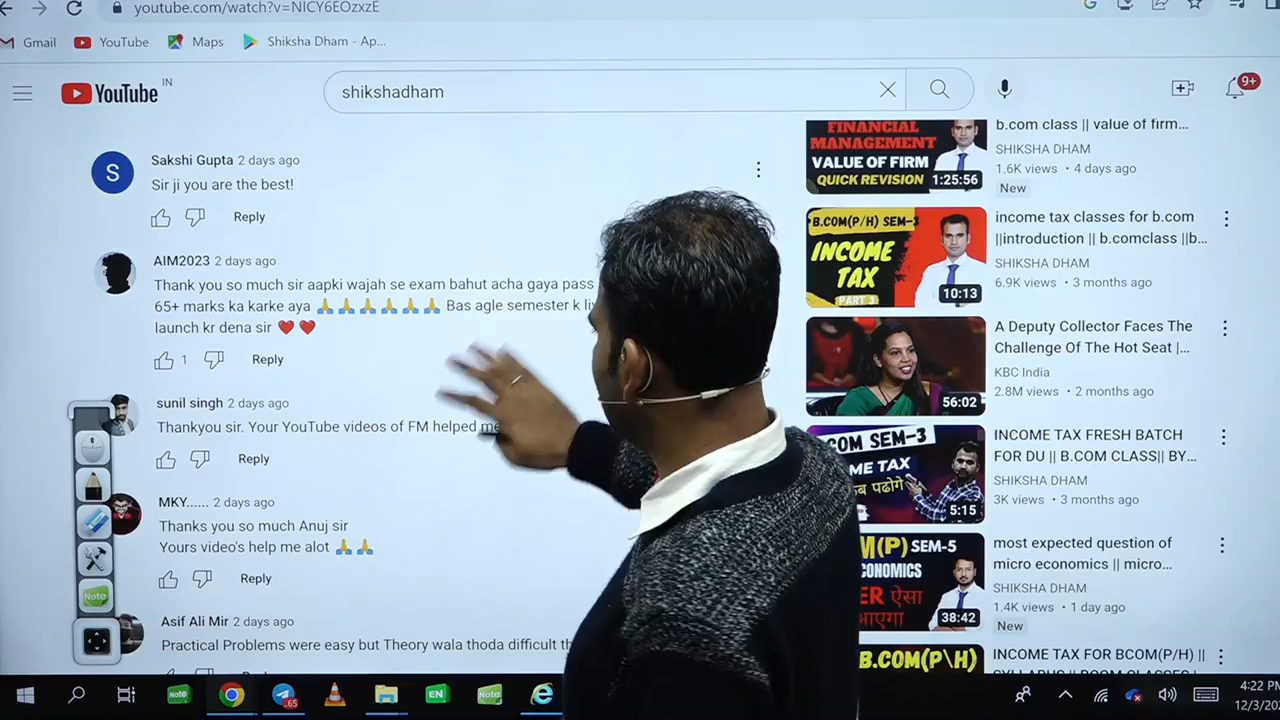 youtube.com/watch?v=NICY6EOzxzE
Gmail
YouTube
Maps
Shiksha Dham - Ap...
YouTube IN
shikshadham
9+
Sakshi Gupta 2 days ago
Sir ji you are the best!
Reply
AIM2023 2 days ago
Thank you so much sir aapki wajah se exam bahut acha gaya pass
65+ marks ka karke aya 🙏🙏🙏🙏🙏🙏 Bas agle semester k
launch kr dena sir ❤️❤️
1
Reply
sunil singh 2 days ago
Thankyou sir. Your YouTube videos of FM helped me
Reply
MKY...... 2 days ago
Thanks you so much Anuj sir
Yours video's help me alot 🙏🙏
Reply
Asif Ali Mir 2 days ago
Practical Problems were easy but Theory wala thoda difficult
Note
FINANCIAL
MANAGEMENT
VALUE OF FIRM
QUICK REVISION
1:25:56
b.com class || value of firm...
SHIKSHA DHAM
1.6K views • 4 days ago
New
B.COM(P/H) SEM-3
INCOME
TAX
PART 1
10:13
income tax classes for b.com
||introduction || b.comclass ||b...
SHIKSHA DHAM
6.9K views • 3 months ago
56:02
A Deputy Collector Faces The
Challenge Of The Hot Seat |...
KBC India
2.8M views • 2 months ago
COM SEM-3
ME TAX
कब पढोगे
5:15
INCOME TAX FRESH BATCH
FOR DU || B.COM CLASS|| BY...
SHIKSHA DHAM
3K views • 3 months ago
M(P) SEM-5
CONOMICS
ER ऐसा
आएगा
38:42
most expected question of
micro economics || micro...
SHIKSHA DHAM
1.4K views • 1 day ago
New
B.COM(P\H)
INCOME TAX FOR BCOM(P/H) ||
Note
65
EN
Note
4:22 PM
12/3/20